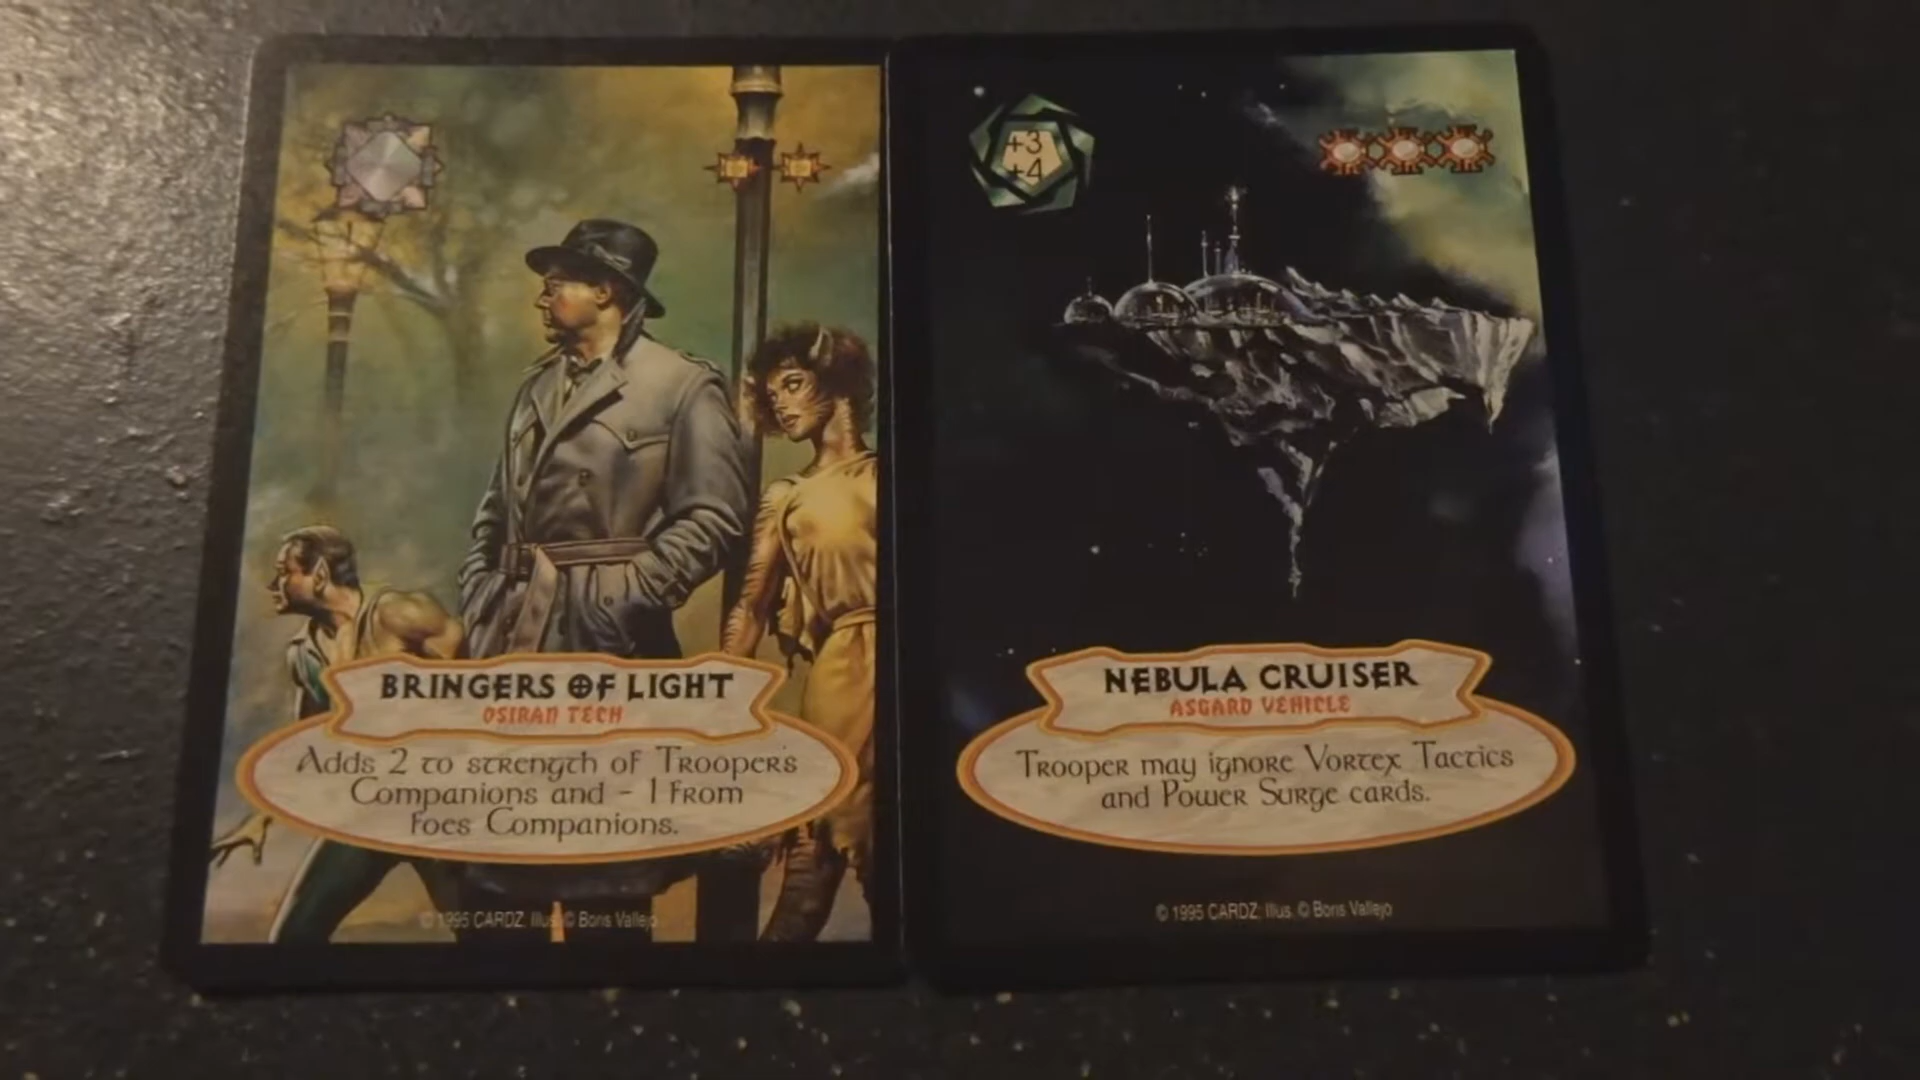 BRINGERS OF LIGHT
OSIRAN TECH
Adds 2 to strength of Troopers
Companions and - 1 from
Foes Companions.
© 1995 CARDZ, Illus. © Boris Vallejo
+3
+4
NEBULA CRUISER
ASGARD VEHICLE
Trooper may ignore Vortex Tactics
and Power Surge cards.
© 1995 CARDZ, Illus. © Boris Vallejo